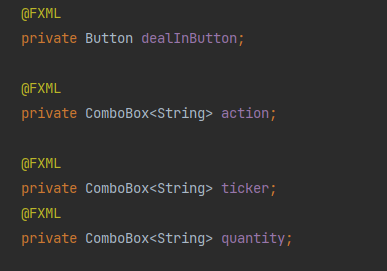 @FXML
private Button dealInButton;
@FXML
private ComboBox<String> action;
@FXML
private ComboBox<String> ticker;
@FXML
private ComboBox<String> quantity;